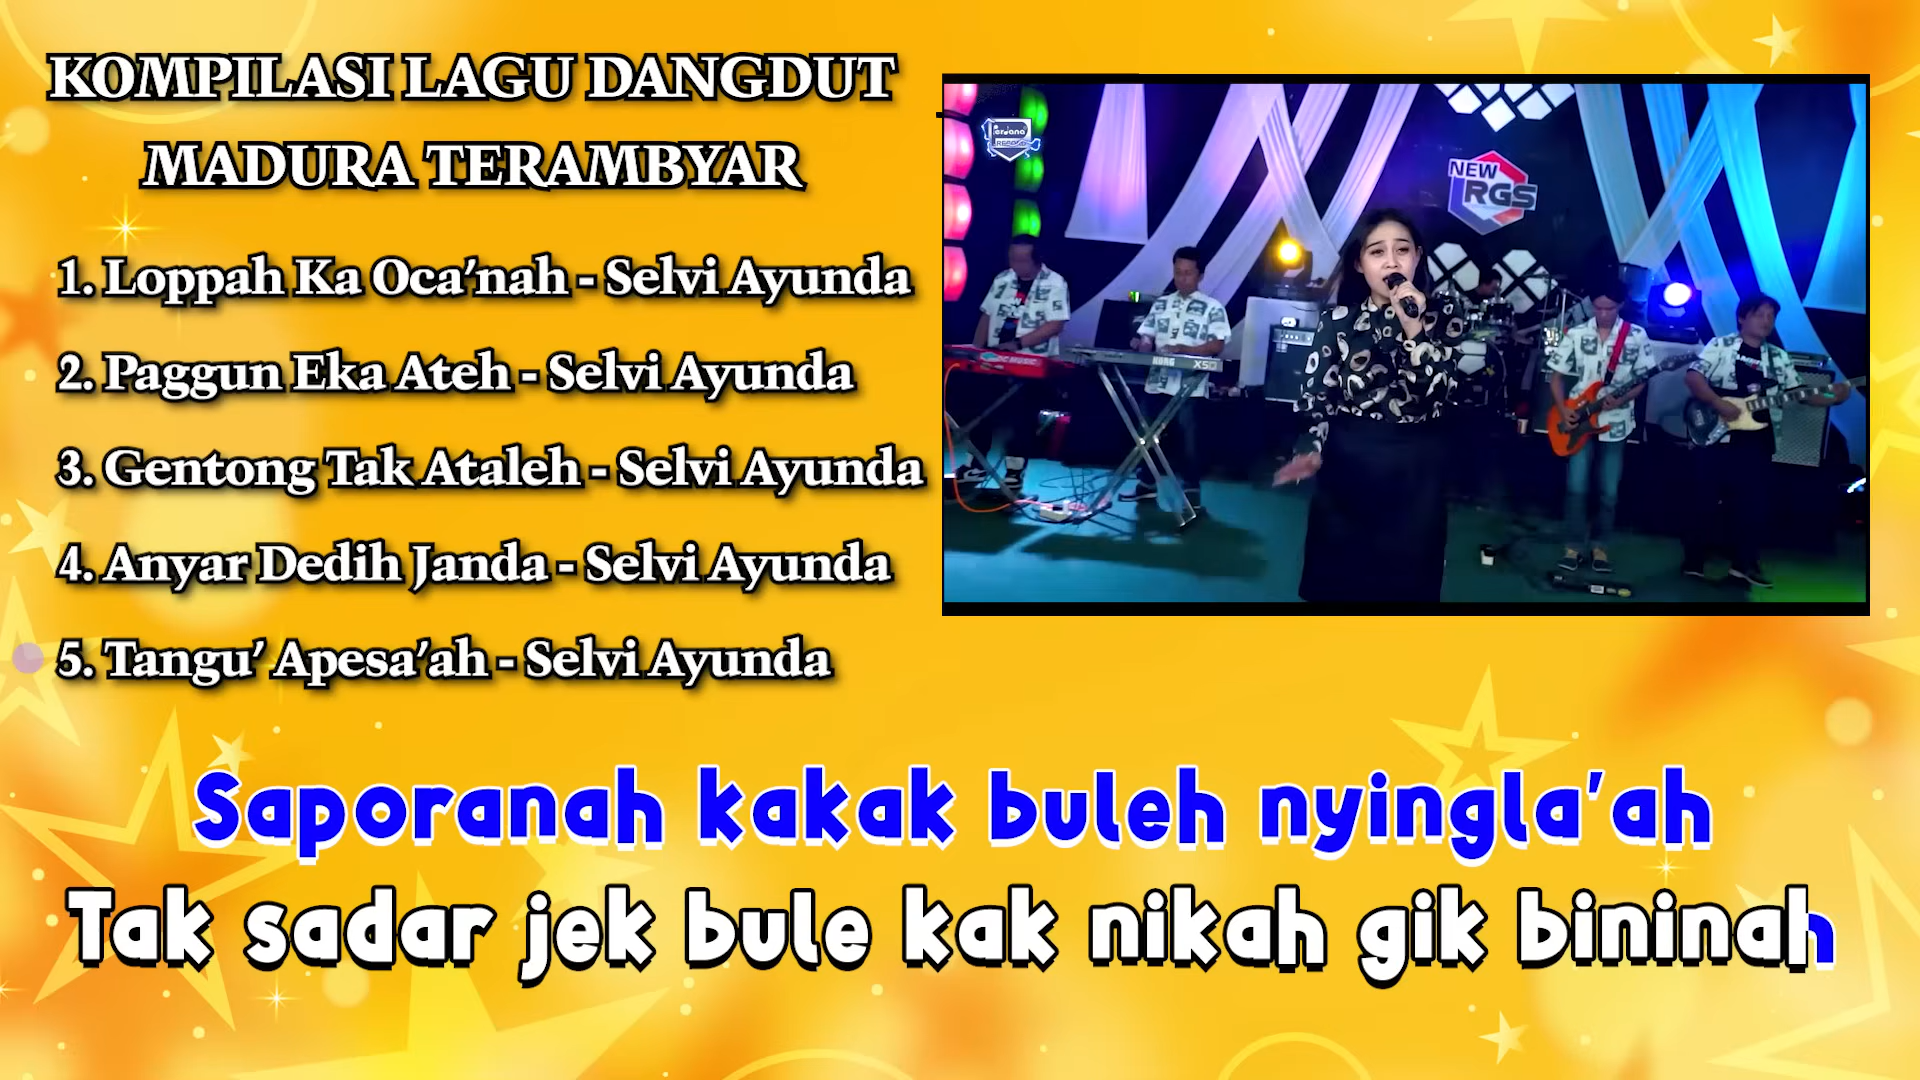 KOMPILASI LAGU DANGDUT
MADURA TERAMBYAR
1. Loppah Ka Oca'nah - Selvi Ayunda
2. Paggun Eka Ateh - Selvi Ayunda
3. Gentong Tak Ataleh - Selvi Ayunda
4. Anyar Dedih Janda - Selvi Ayunda
5. Tangu' Apesa'ah - Selvi Ayunda
NEW
RGS
KORG
X50
Saporanah kakak buleh nyingla'ah
Tak sadar jek bule kak nikah gik bininah